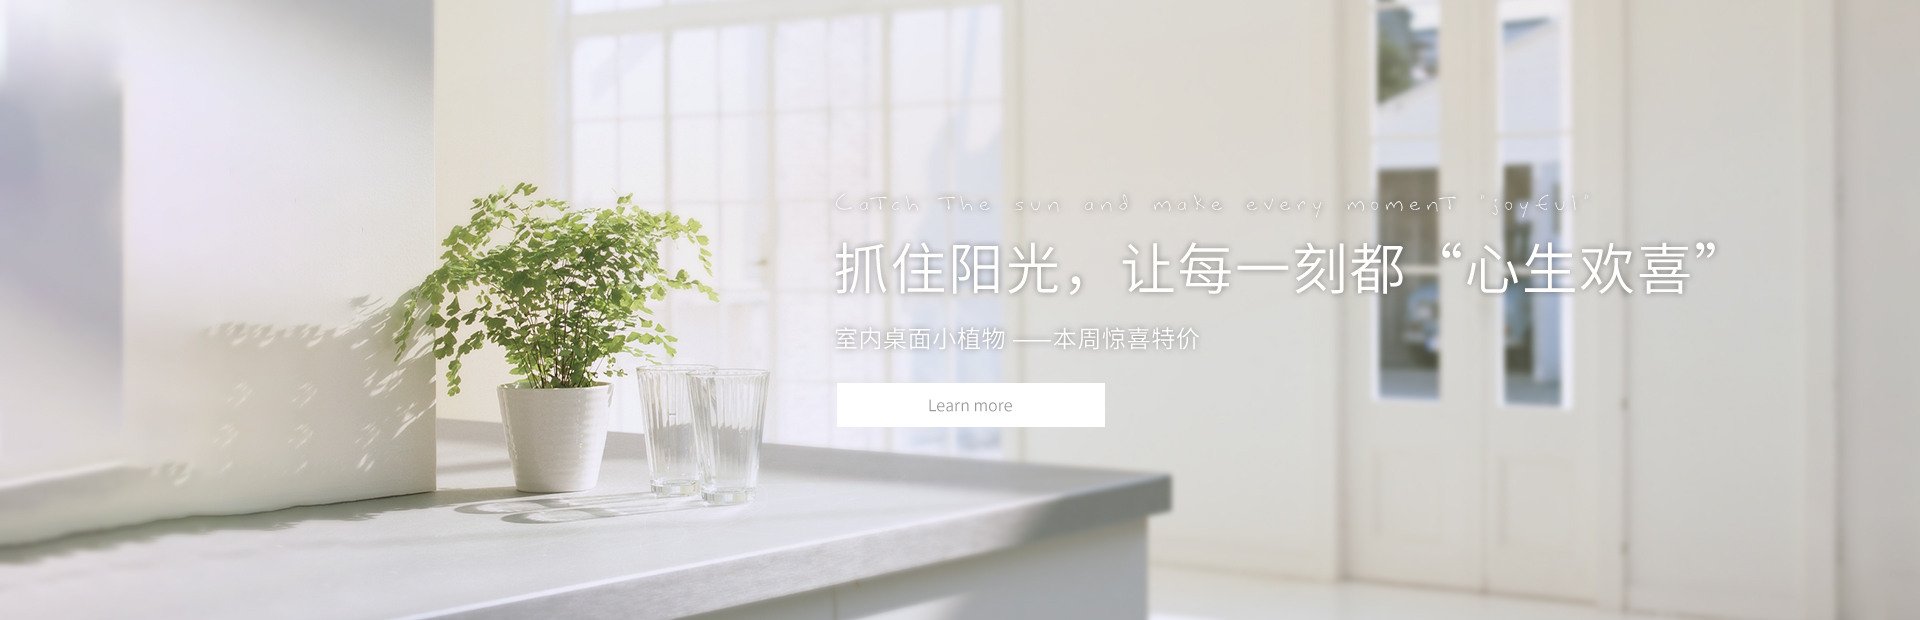 Catch The sun and make every moment "joyful"
抓住阳光，让每一刻都“心生欢喜”
室内桌面小植物 ——本周惊喜特价
Learn more